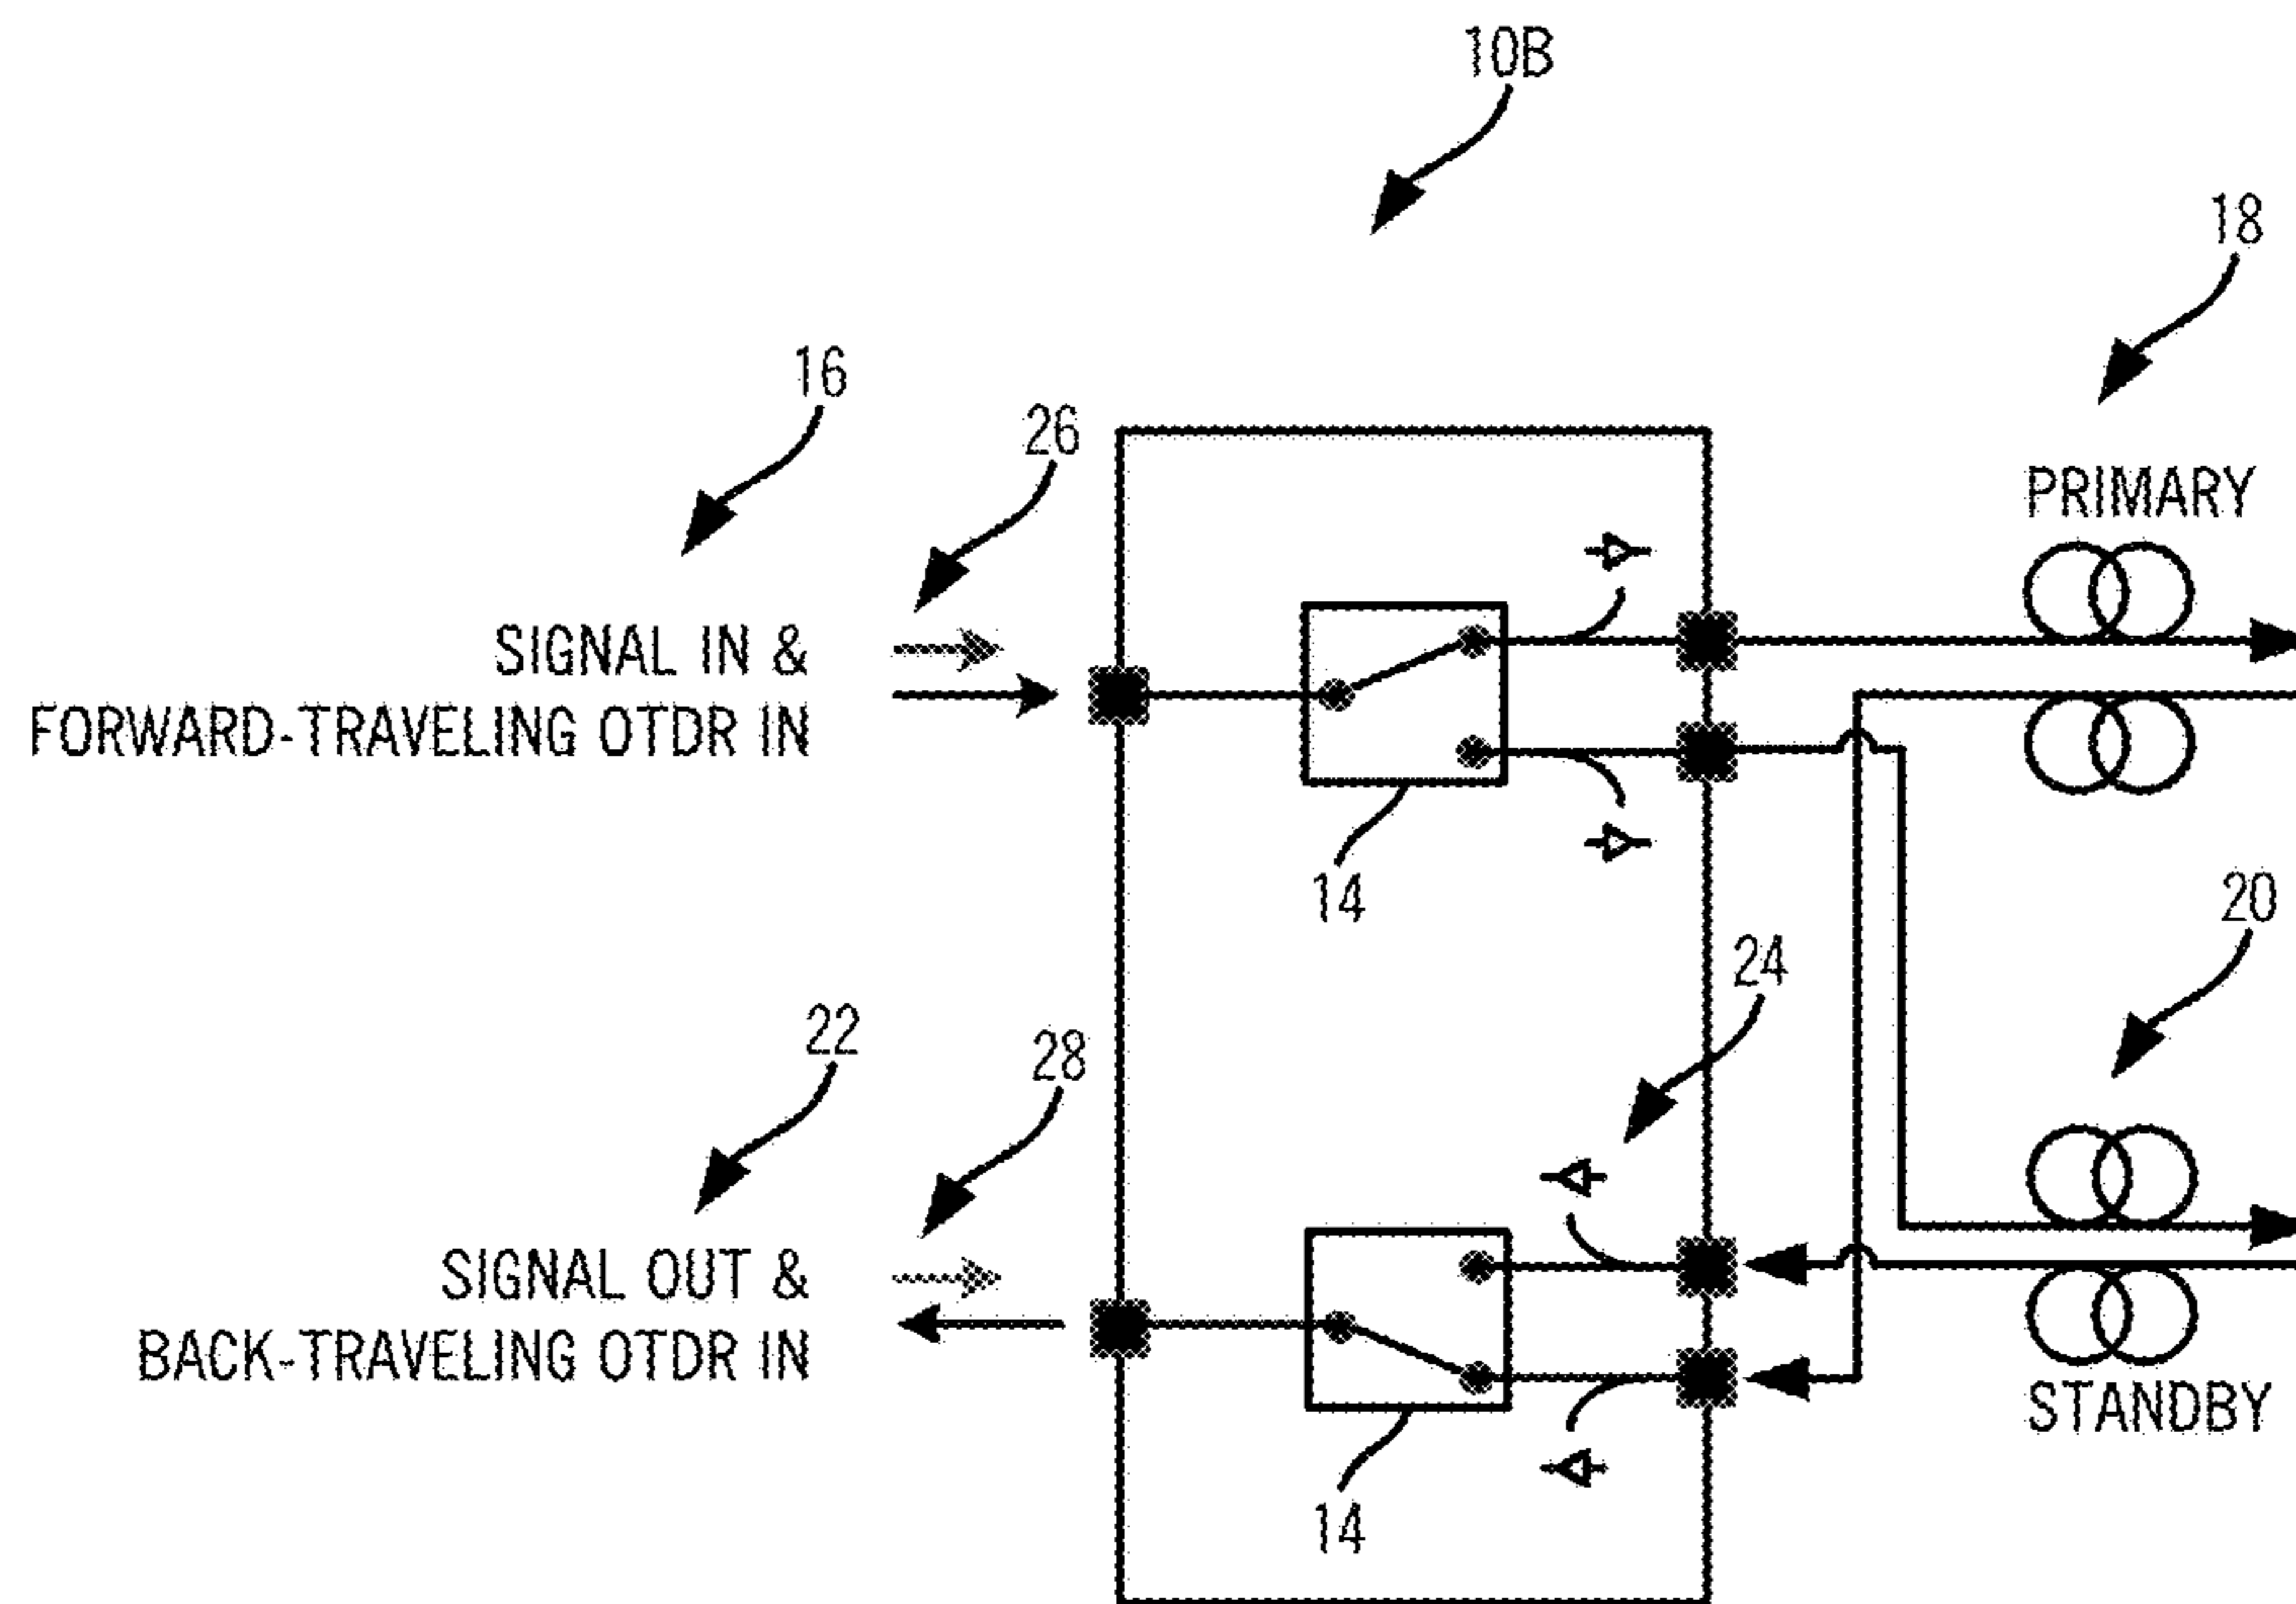 10B
18
16
26
PRIMARY
SIGNAL IN &
FORWARD-TRAVELING OTDR IN
14
20
24
22
28
SIGNAL OUT &
BACK-TRAVELING OTDR IN
STANDBY
14